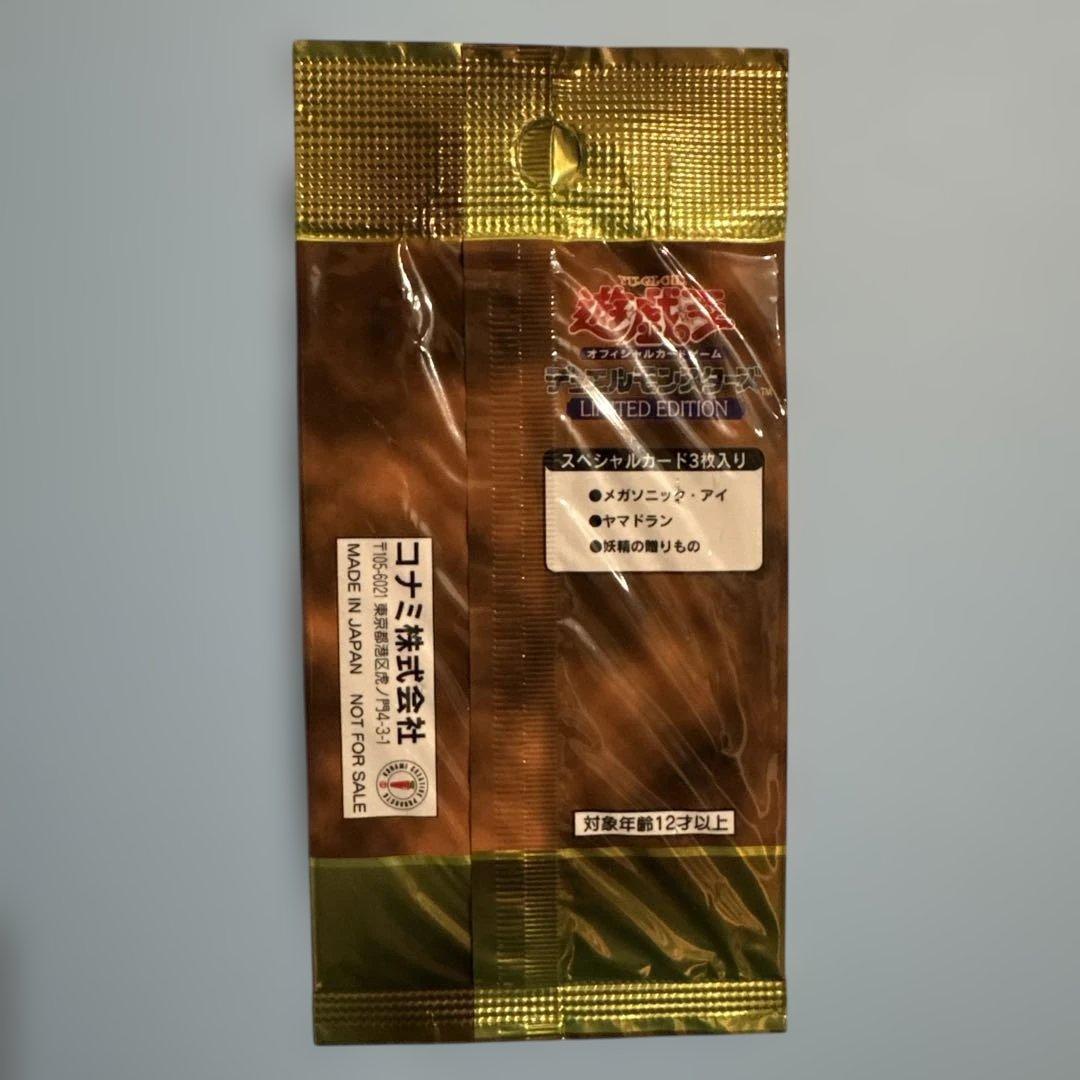 YU-GI-OH!
遊戯王
オフィシャルカードゲーム
デュエルモンスターズ™
LIMITED EDITION
スペシャルカード3枚入り
●メガソニック・アイ
●ヤマドラン
●妖精の贈りもの
対象年齢12才以上
コナミ株式会社
〒105-6021 東京都港区虎ノ門4-3-1
MADE IN JAPAN NOT FOR SALE
KONAMI CREATIVE PRODUCTS